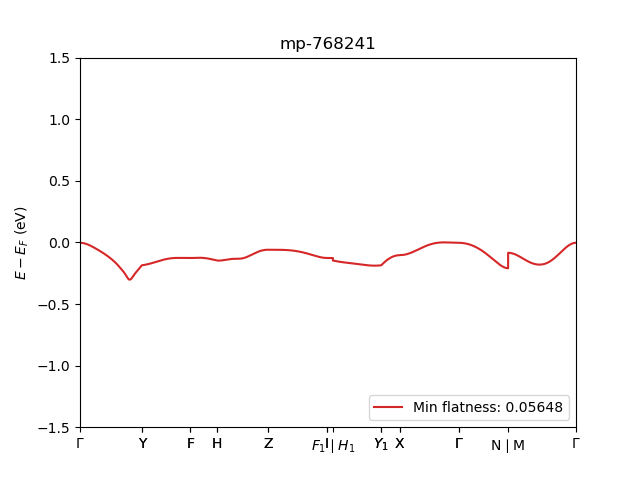 mp-768241
E − E_F (eV)
1.5
1.0
0.5
0.0
−0.5
−1.0
−1.5
Min flatness: 0.05648
Γ Y F H Z F₁|I|H₁ Y₁ X Γ N | M Γ